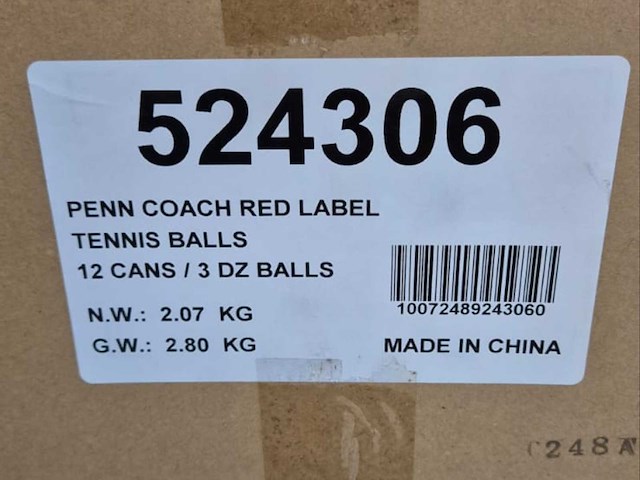 524306
PENN COACH RED LABEL
TENNIS BALLS
12 CANS / 3 DZ BALLS
N.W.: 2.07 KG
G.W.: 2.80 KG
10072489243060
MADE IN CHINA
248A